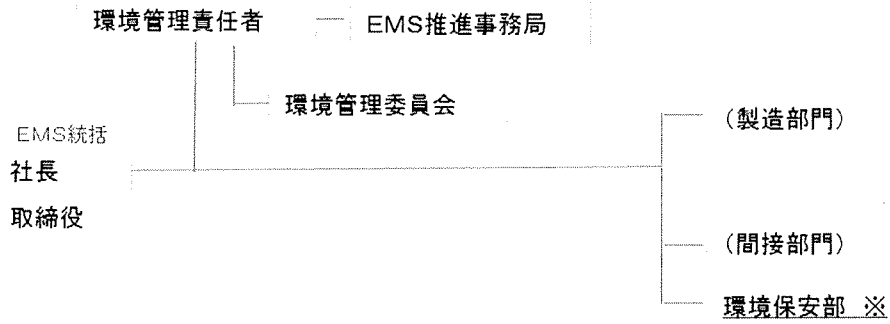 環境管理責任者 EMS推進事務局
環境管理委員会
(製造部門)
EMS統括
社長
取締役
(間接部門)
環境保安部 ※